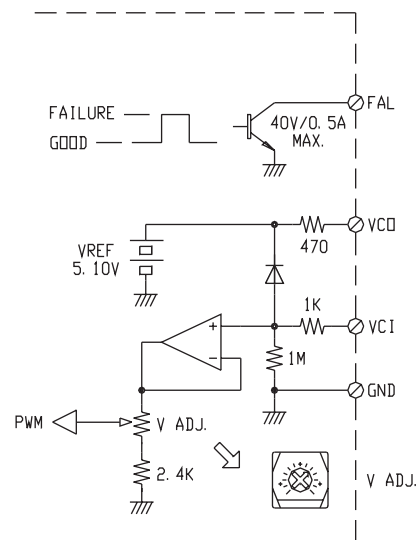 FAILURE
GOOD
FAL
40V/0.5A
MAX.
VCO
470
VREF
5.10V
1K
VCI
+
−
1M
GND
PWM
V ADJ.
2.4K
V ADJ.